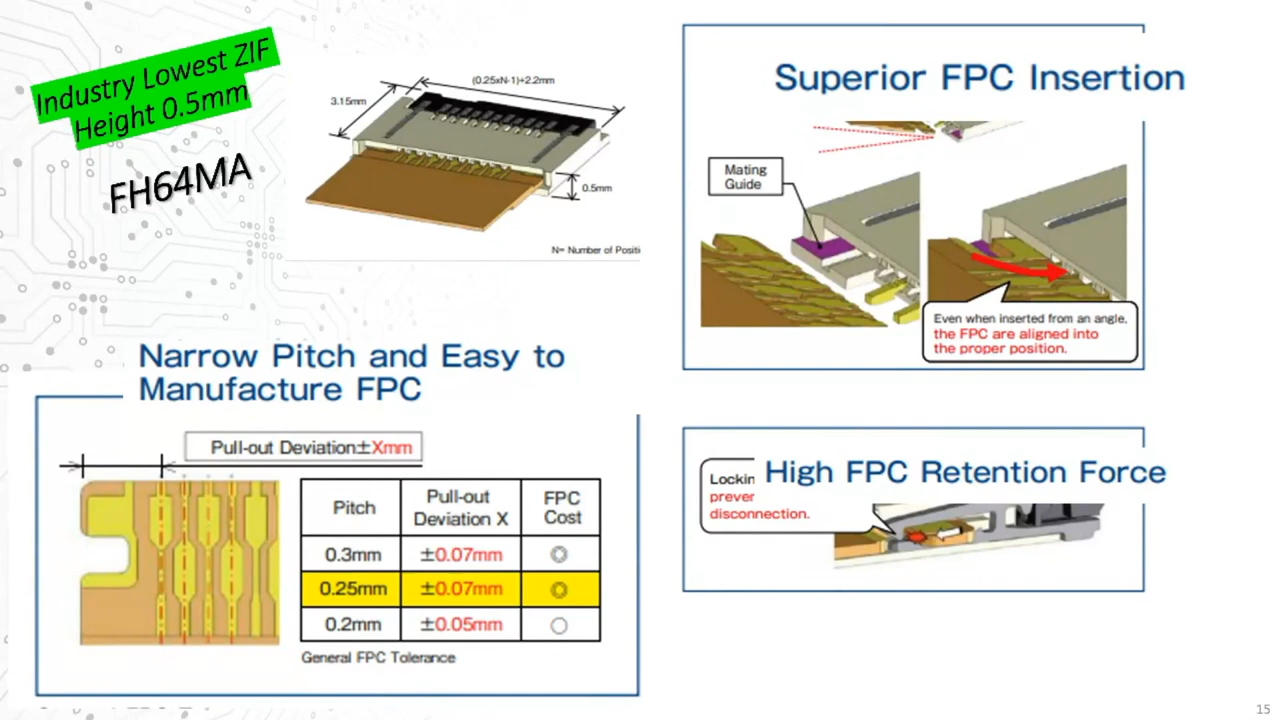 Industry Lowest ZIF
Height 0.5mm
FH64MA
(0.25xN-1)+2.2mm
3.15mm
0.5mm
N= Number of
Superior FPC Insertion
Mating
Guide
Even when inserted from an angle,
the FPC are aligned into
the proper position.
Narrow Pitch and Easy to
Manufacture FPC
Pull-out Deviation±Xmm
Pitch Pull-out Deviation X FPC Cost
0.3mm ±0.07mm ◎
0.25mm ±0.07mm ◎
0.2mm ±0.05mm ○
General FPC Tolerance
High FPC Retention Force
disconnection.
15